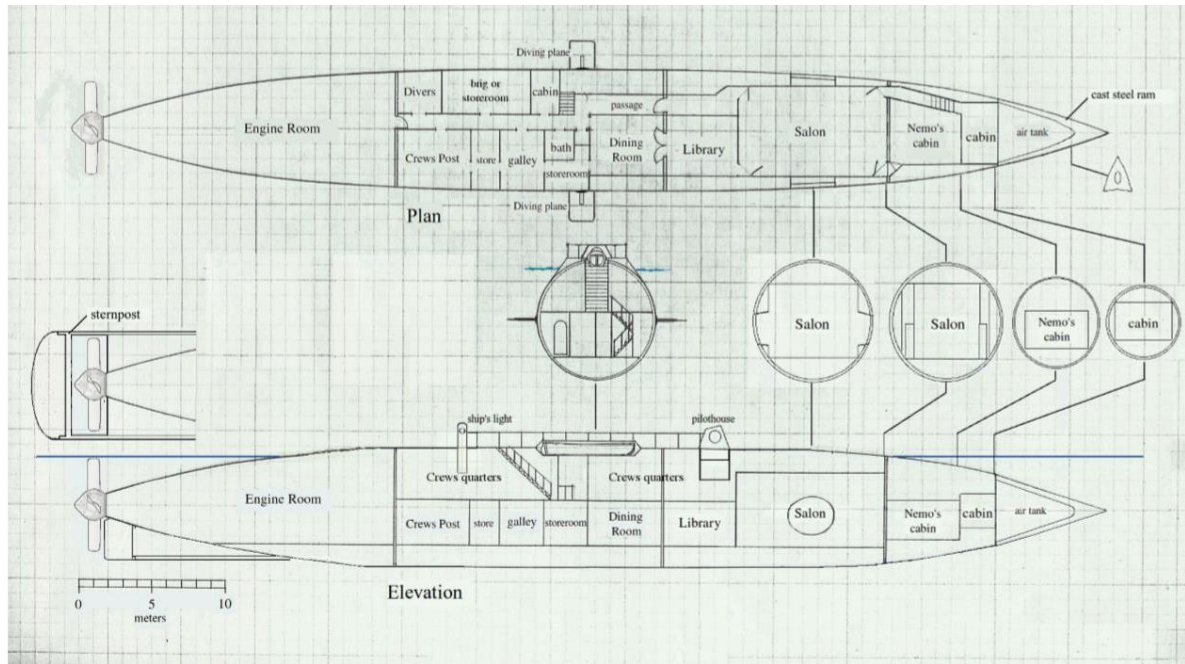 Diving plane
Divers
brig or
storeroom
cabin
passage
cast steel ram
Engine Room
Salon
Nemo's
cabin
cabin
air tank
Crews Post
store
galley
bath
storeroom
Dining
Room
Library
Diving plane
Plan
sternpost
Salon
Salon
Nemo's
cabin
cabin
ship's light
pilothouse
Crews quarters
Crews quarters
Engine Room
Crews Post
store
galley
storeroom
Dining
Room
Library
Salon
Nemo's
cabin
cabin
air tank
0 5 10
meters
Elevation